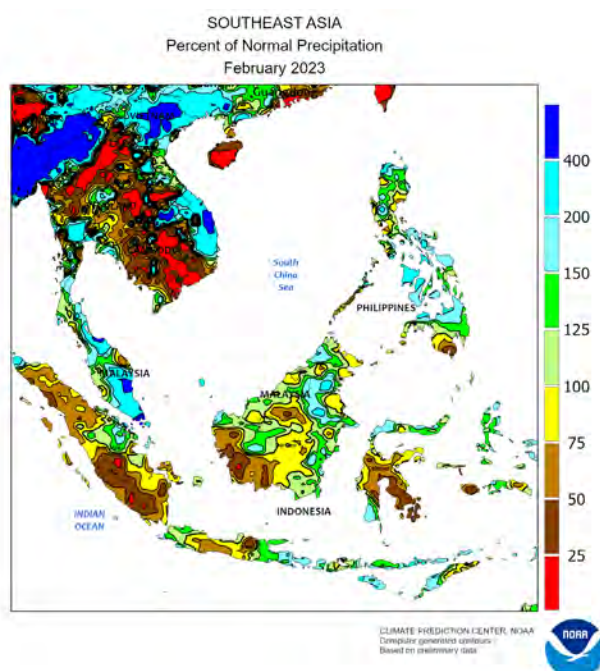 SOUTHEAST ASIA
Percent of Normal Precipitation
February 2023
South
China
Sea
PHILIPPINES
MALAYSIA
MALAYSIA
INDIAN
OCEAN
INDONESIA
400
200
150
125
100
75
50
25
CLIMATE PREDICTION CENTER, NOAA
Computer generated contours
Based on preliminary data
NOAA